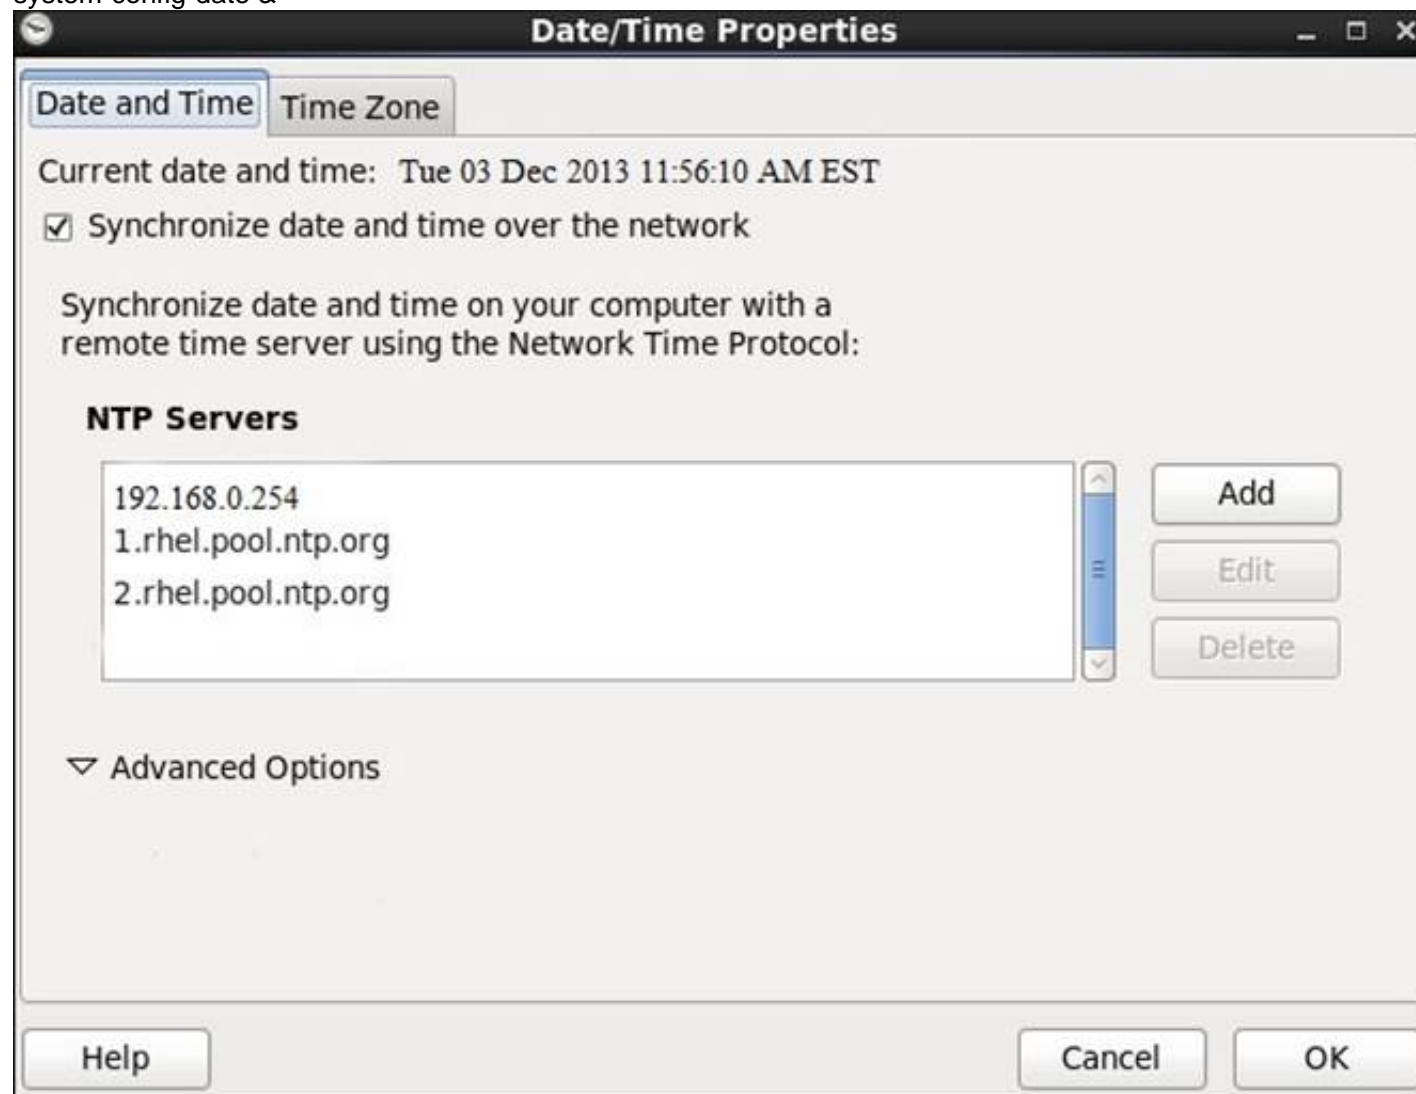 system-config-date &
Date/Time Properties
Date and Time
Time Zone
Current date and time: Tue 03 Dec 2013 11:56:10 AM EST
Synchronize date and time over the network
Synchronize date and time on your computer with a
remote time server using the Network Time Protocol:
NTP Servers
192.168.0.254
1.rhel.pool.ntp.org
2.rhel.pool.ntp.org
Add
Edit
Delete
Advanced Options
Help
Cancel
OK